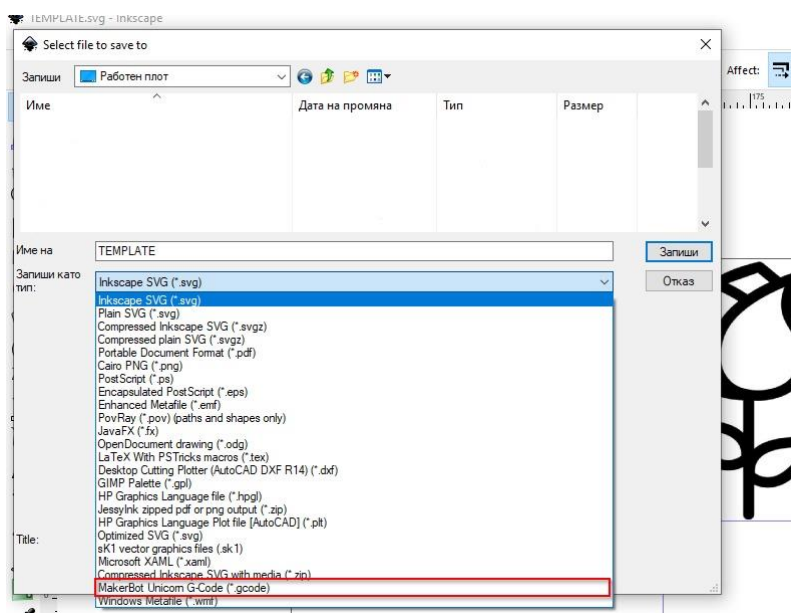 TEMPLATE.svg - Inkscape
Select file to save to
Запиши
Работен плот
Affect:
175
Име
Дата на промяна
Тип
Размер
Име на
TEMPLATE
Запиши
Запиши като
тип:
Inkscape SVG (*.svg)
Отказ
Inkscape SVG (*.svg)
Plain SVG (*.svg)
Compressed Inkscape SVG (*.svgz)
Compressed plain SVG (*.svgz)
Portable Document Format (*.pdf)
Cairo PNG (*.png)
PostScript (*.ps)
Encapsulated PostScript (*.eps)
Enhanced Metafile (*.emf)
PovRay (*.pov) (paths and shapes only)
JavaFX (*.fx)
OpenDocument drawing (*.odg)
LaTeX With PSTricks macros (*.tex)
Desktop Cutting Plotter (AutoCAD DXF R14) (*.dxf)
GIMP Palette (*.gpl)
HP Graphics Language file (*.hpgl)
JessyInk zipped pdf or png output (*.zip)
HP Graphics Language Plot file [AutoCAD] (*.plt)
Optimized SVG (*.svg)
sK1 vector graphics files (.sk1)
Title:
Microsoft XAML (*.xaml)
Compressed Inkscape SVG with media (*.zip)
MakerBot Unicorn G-Code (*.gcode)
Windows Metafile (*.wmf)